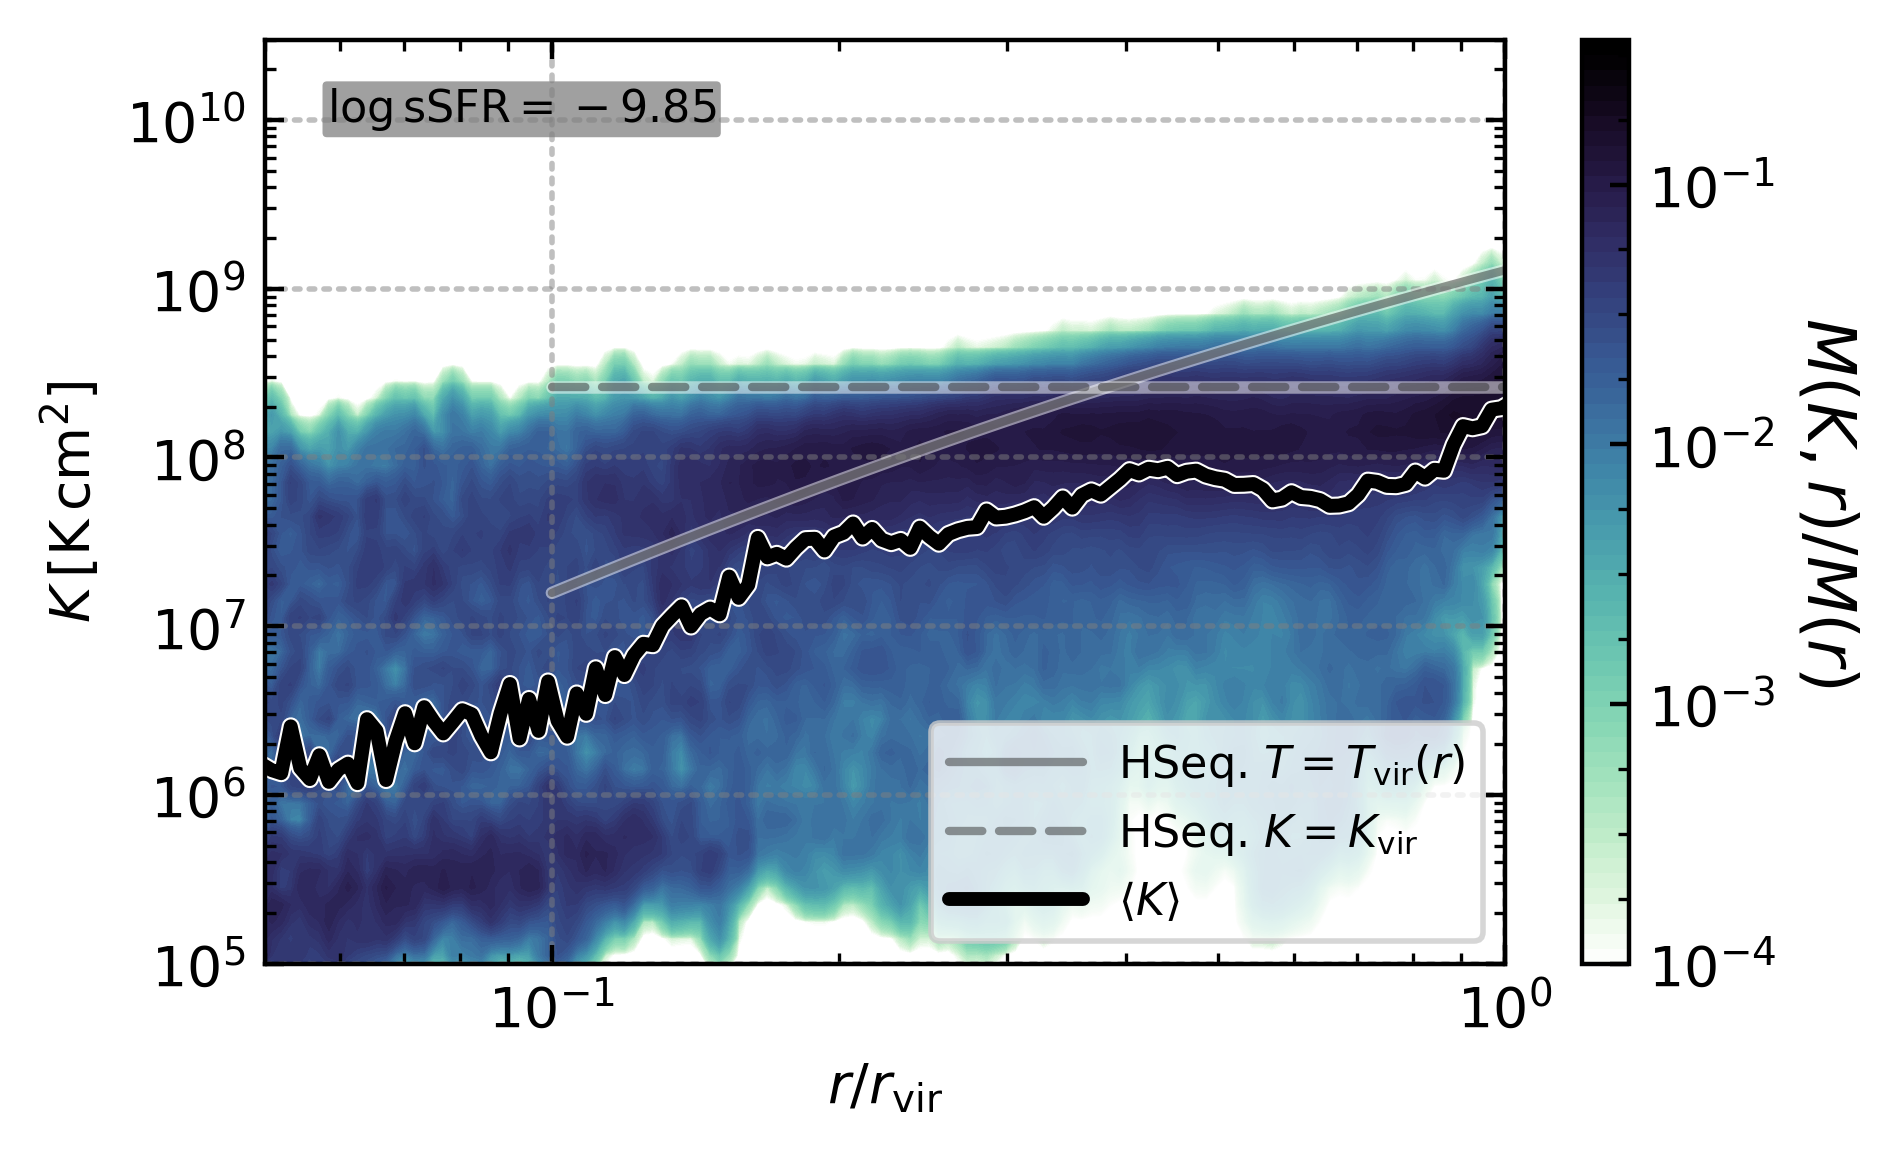 log sSFR = −9.85
10^10
10^9
10^8
10^7
10^6
10^5
K [K cm^2]
10^−1
10^0
r/r_vir
HSeq. T = T_vir(r)
HSeq. K = K_vir
⟨K⟩
10^−1
10^−2
10^−3
10^−4
M(K, r)/M(r)